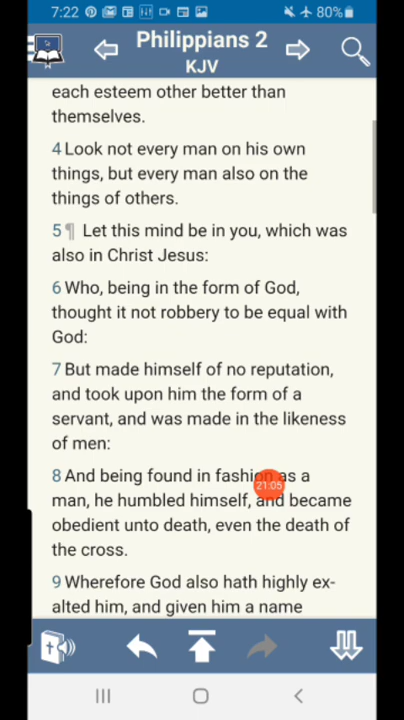 7:22 80%
Philippians 2
KJV
each esteem other better than
themselves.
4 Look not every man on his own
things, but every man also on the
things of others.
5 ¶ Let this mind be in you, which was
also in Christ Jesus:
6 Who, being in the form of God,
thought it not robbery to be equal with
God:
7 But made himself of no reputation,
and took upon him the form of a
servant, and was made in the likeness
of men:
8 And being found in fashion as a
21:05
man, he humbled himself, and became
obedient unto death, even the death of
the cross.
9 Wherefore God also hath highly ex-
alted him, and given him a name